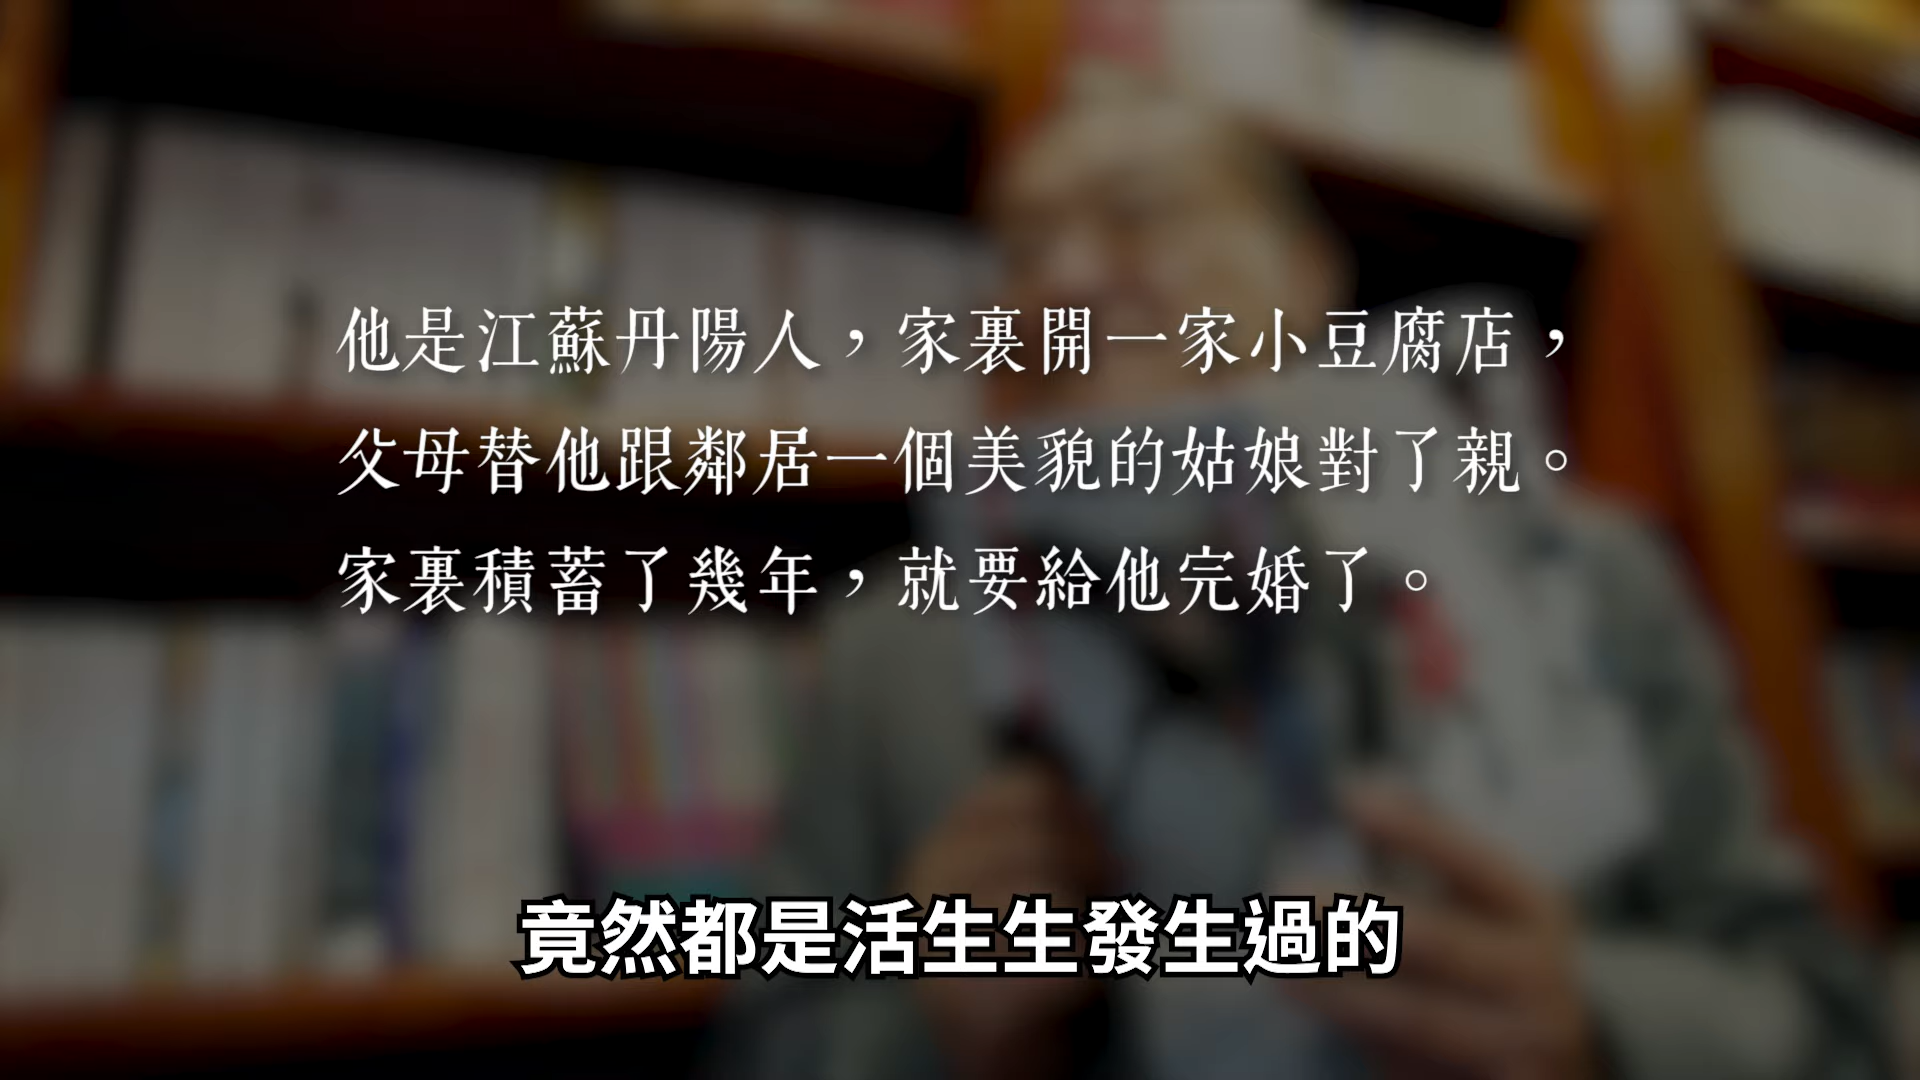 他是江蘇丹陽人，家裏開一家小豆腐店，
父母替他跟鄰居一個美貌的姑娘對了親。
家裏積蓄了幾年，就要給他完婚了。
竟然都是活生生發生過的